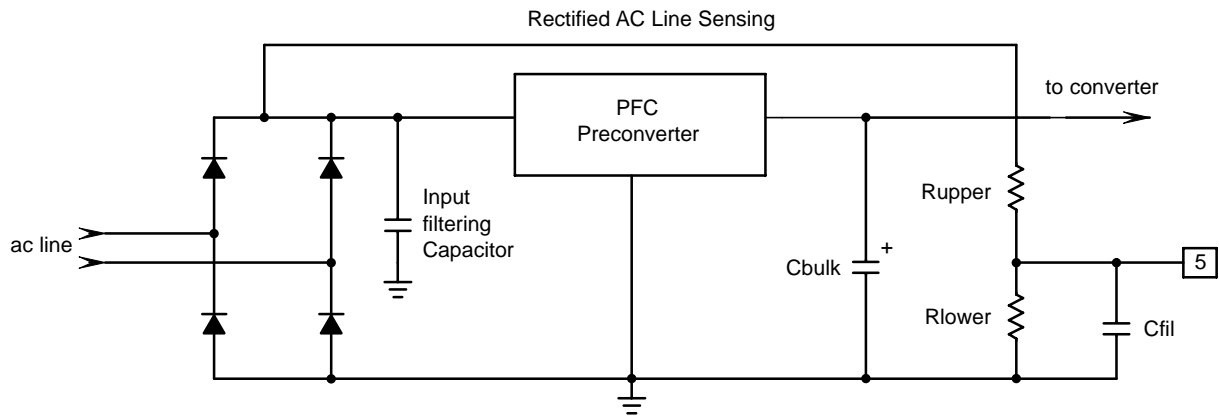 Rectified AC Line Sensing
to converter
PFC
Preconverter
Rupper
Input
filtering
Capacitor
ac line
Cbulk
+
5
Rlower
Cfil